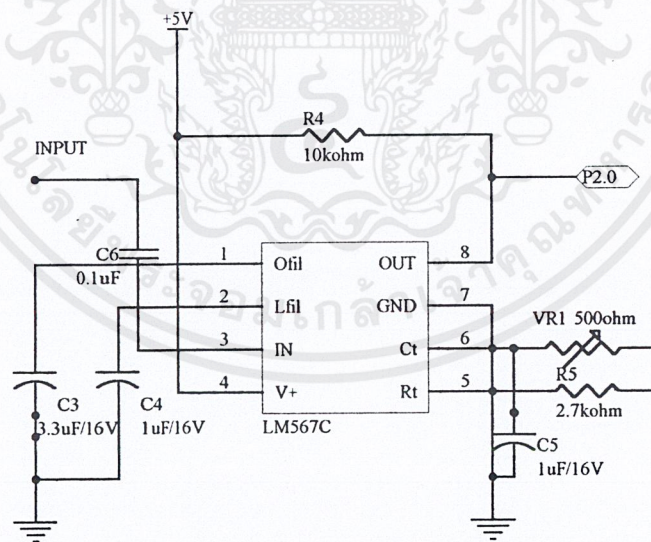 +5V
R4
10kohm
INPUT
P2.0
C6
0.1uF
1
Ofil
OUT
8
2
Lfil
GND
7
3
IN
Ct
6
4
V+
Rt
5
LM567C
VR1 500ohm
R5
2.7kohm
C3
3.3uF/16V
C4
1uF/16V
C5
1uF/16V